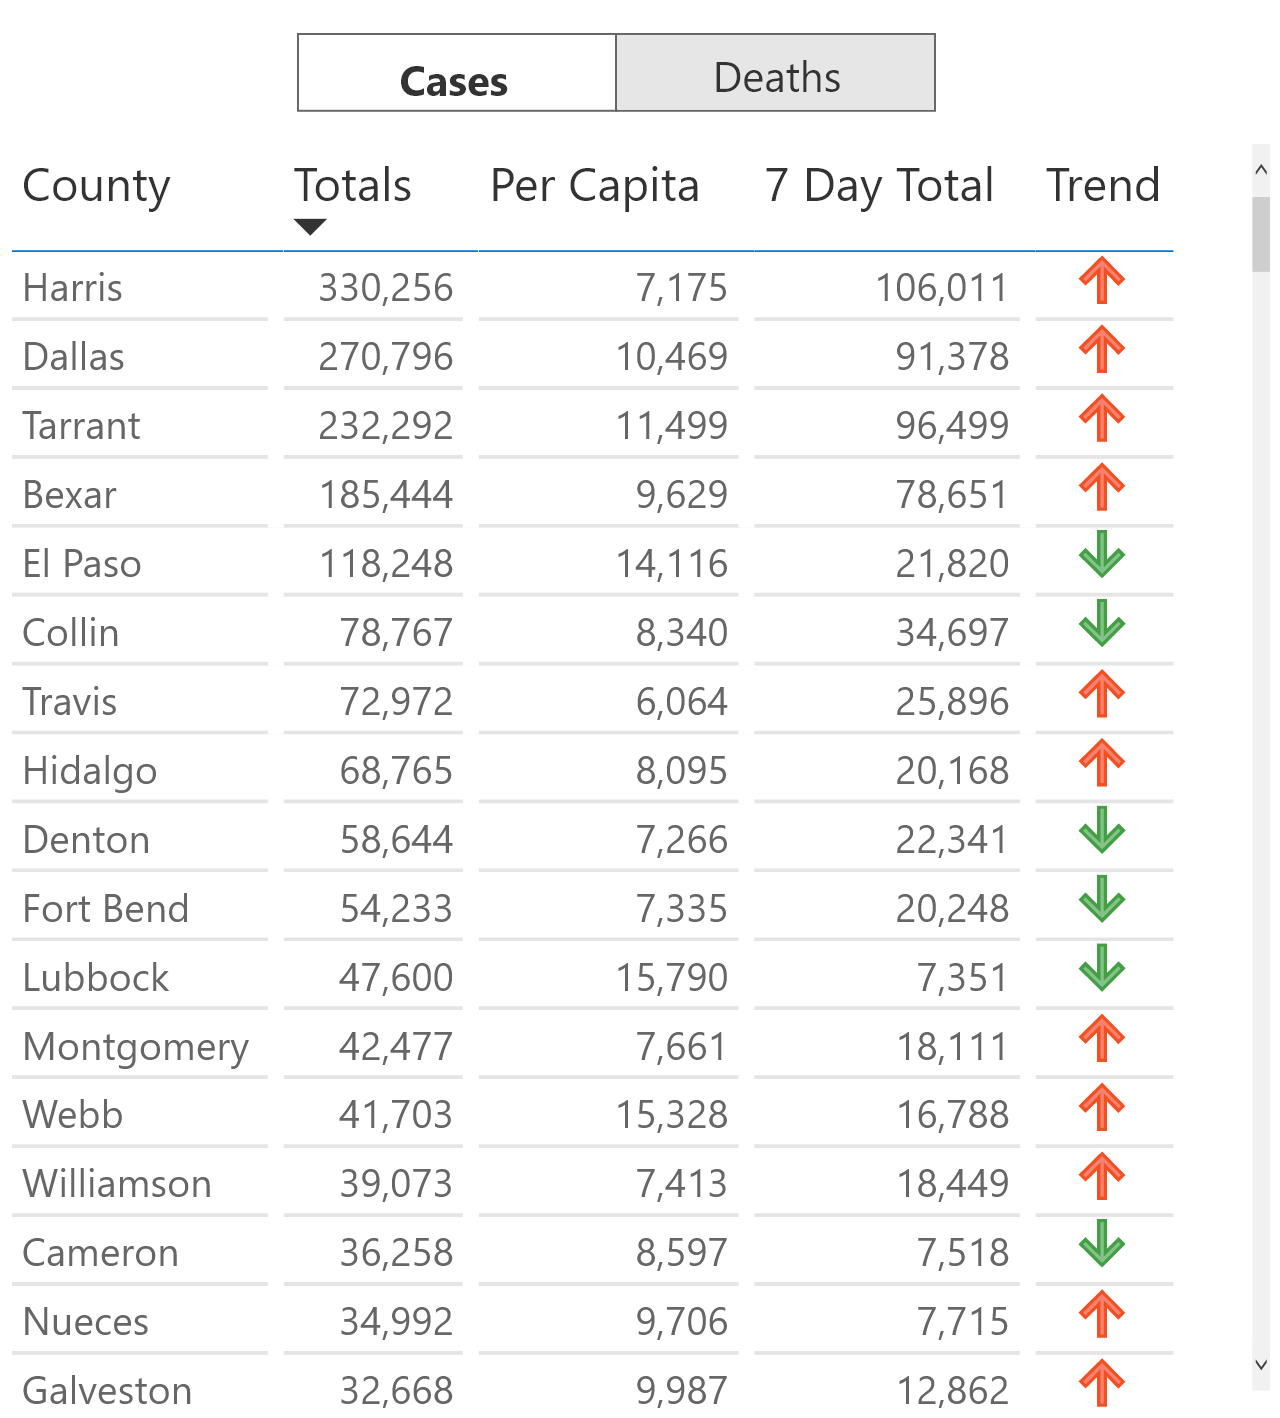 Cases Deaths
County Totals Per Capita 7 Day Total Trend
Harris 330,256 7,175 106,011
Dallas 270,796 10,469 91,378
Tarrant 232,292 11,499 96,499
Bexar 185,444 9,629 78,651
El Paso 118,248 14,116 21,820
Collin 78,767 8,340 34,697
Travis 72,972 6,064 25,896
Hidalgo 68,765 8,095 20,168
Denton 58,644 7,266 22,341
Fort Bend 54,233 7,335 20,248
Lubbock 47,600 15,790 7,351
Montgomery 42,477 7,661 18,111
Webb 41,703 15,328 16,788
Williamson 39,073 7,413 18,449
Cameron 36,258 8,597 7,518
Nueces 34,992 9,706 7,715
Galveston 32,668 9,987 12,862